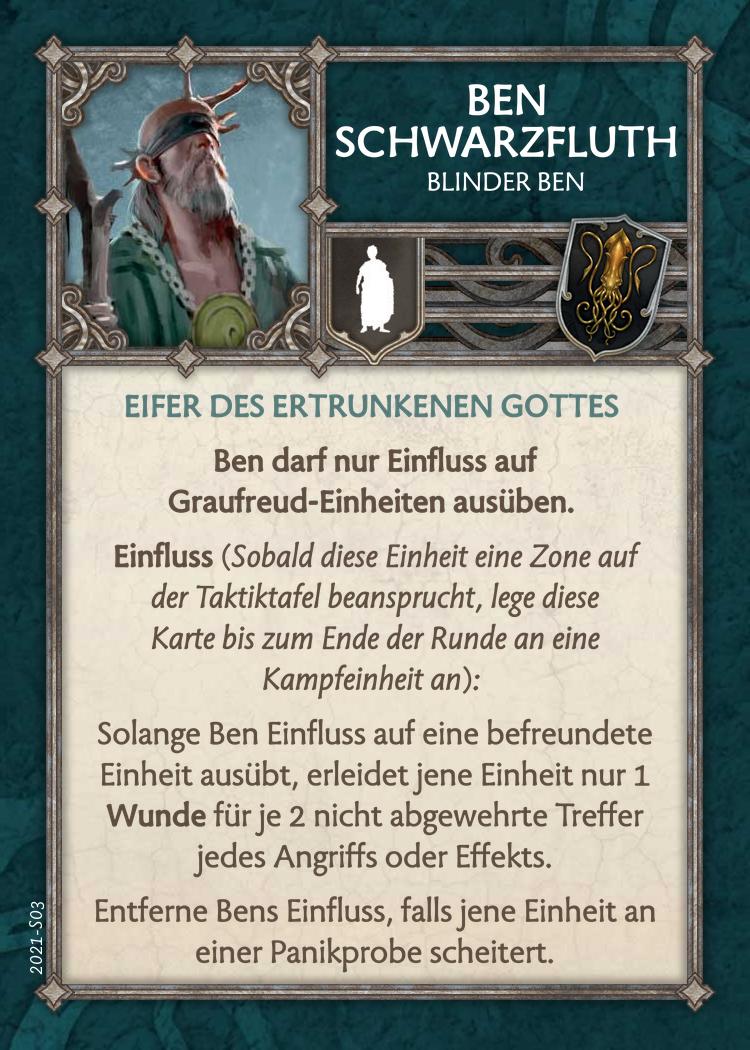 BEN
SCHWARZFLUTH
BLINDER BEN
EIFER DES ERTRUNKENEN GOTTES
Ben darf nur Einfluss auf
Graufreud-Einheiten ausüben.
Einfluss (Sobald diese Einheit eine Zone auf
der Taktiktafel beansprucht, lege diese
Karte bis zum Ende der Runde an eine
Kampfeinheit an):
Solange Ben Einfluss auf eine befreundete
Einheit ausübt, erleidet jene Einheit nur 1
Wunde für je 2 nicht abgewehrte Treffer
jedes Angriffs oder Effekts.
Entferne Bens Einfluss, falls jene Einheit an
einer Panikprobe scheitert.
2021-S03